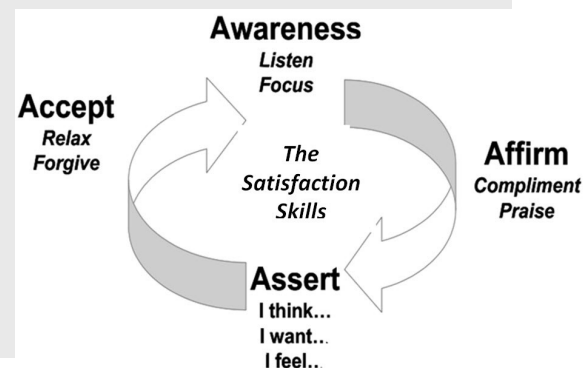 Awareness
Listen
Focus
Accept
Relax
Forgive
The
Satisfaction
Skills
Affirm
Compliment
Praise
Assert
I think...
I want...
I feel...